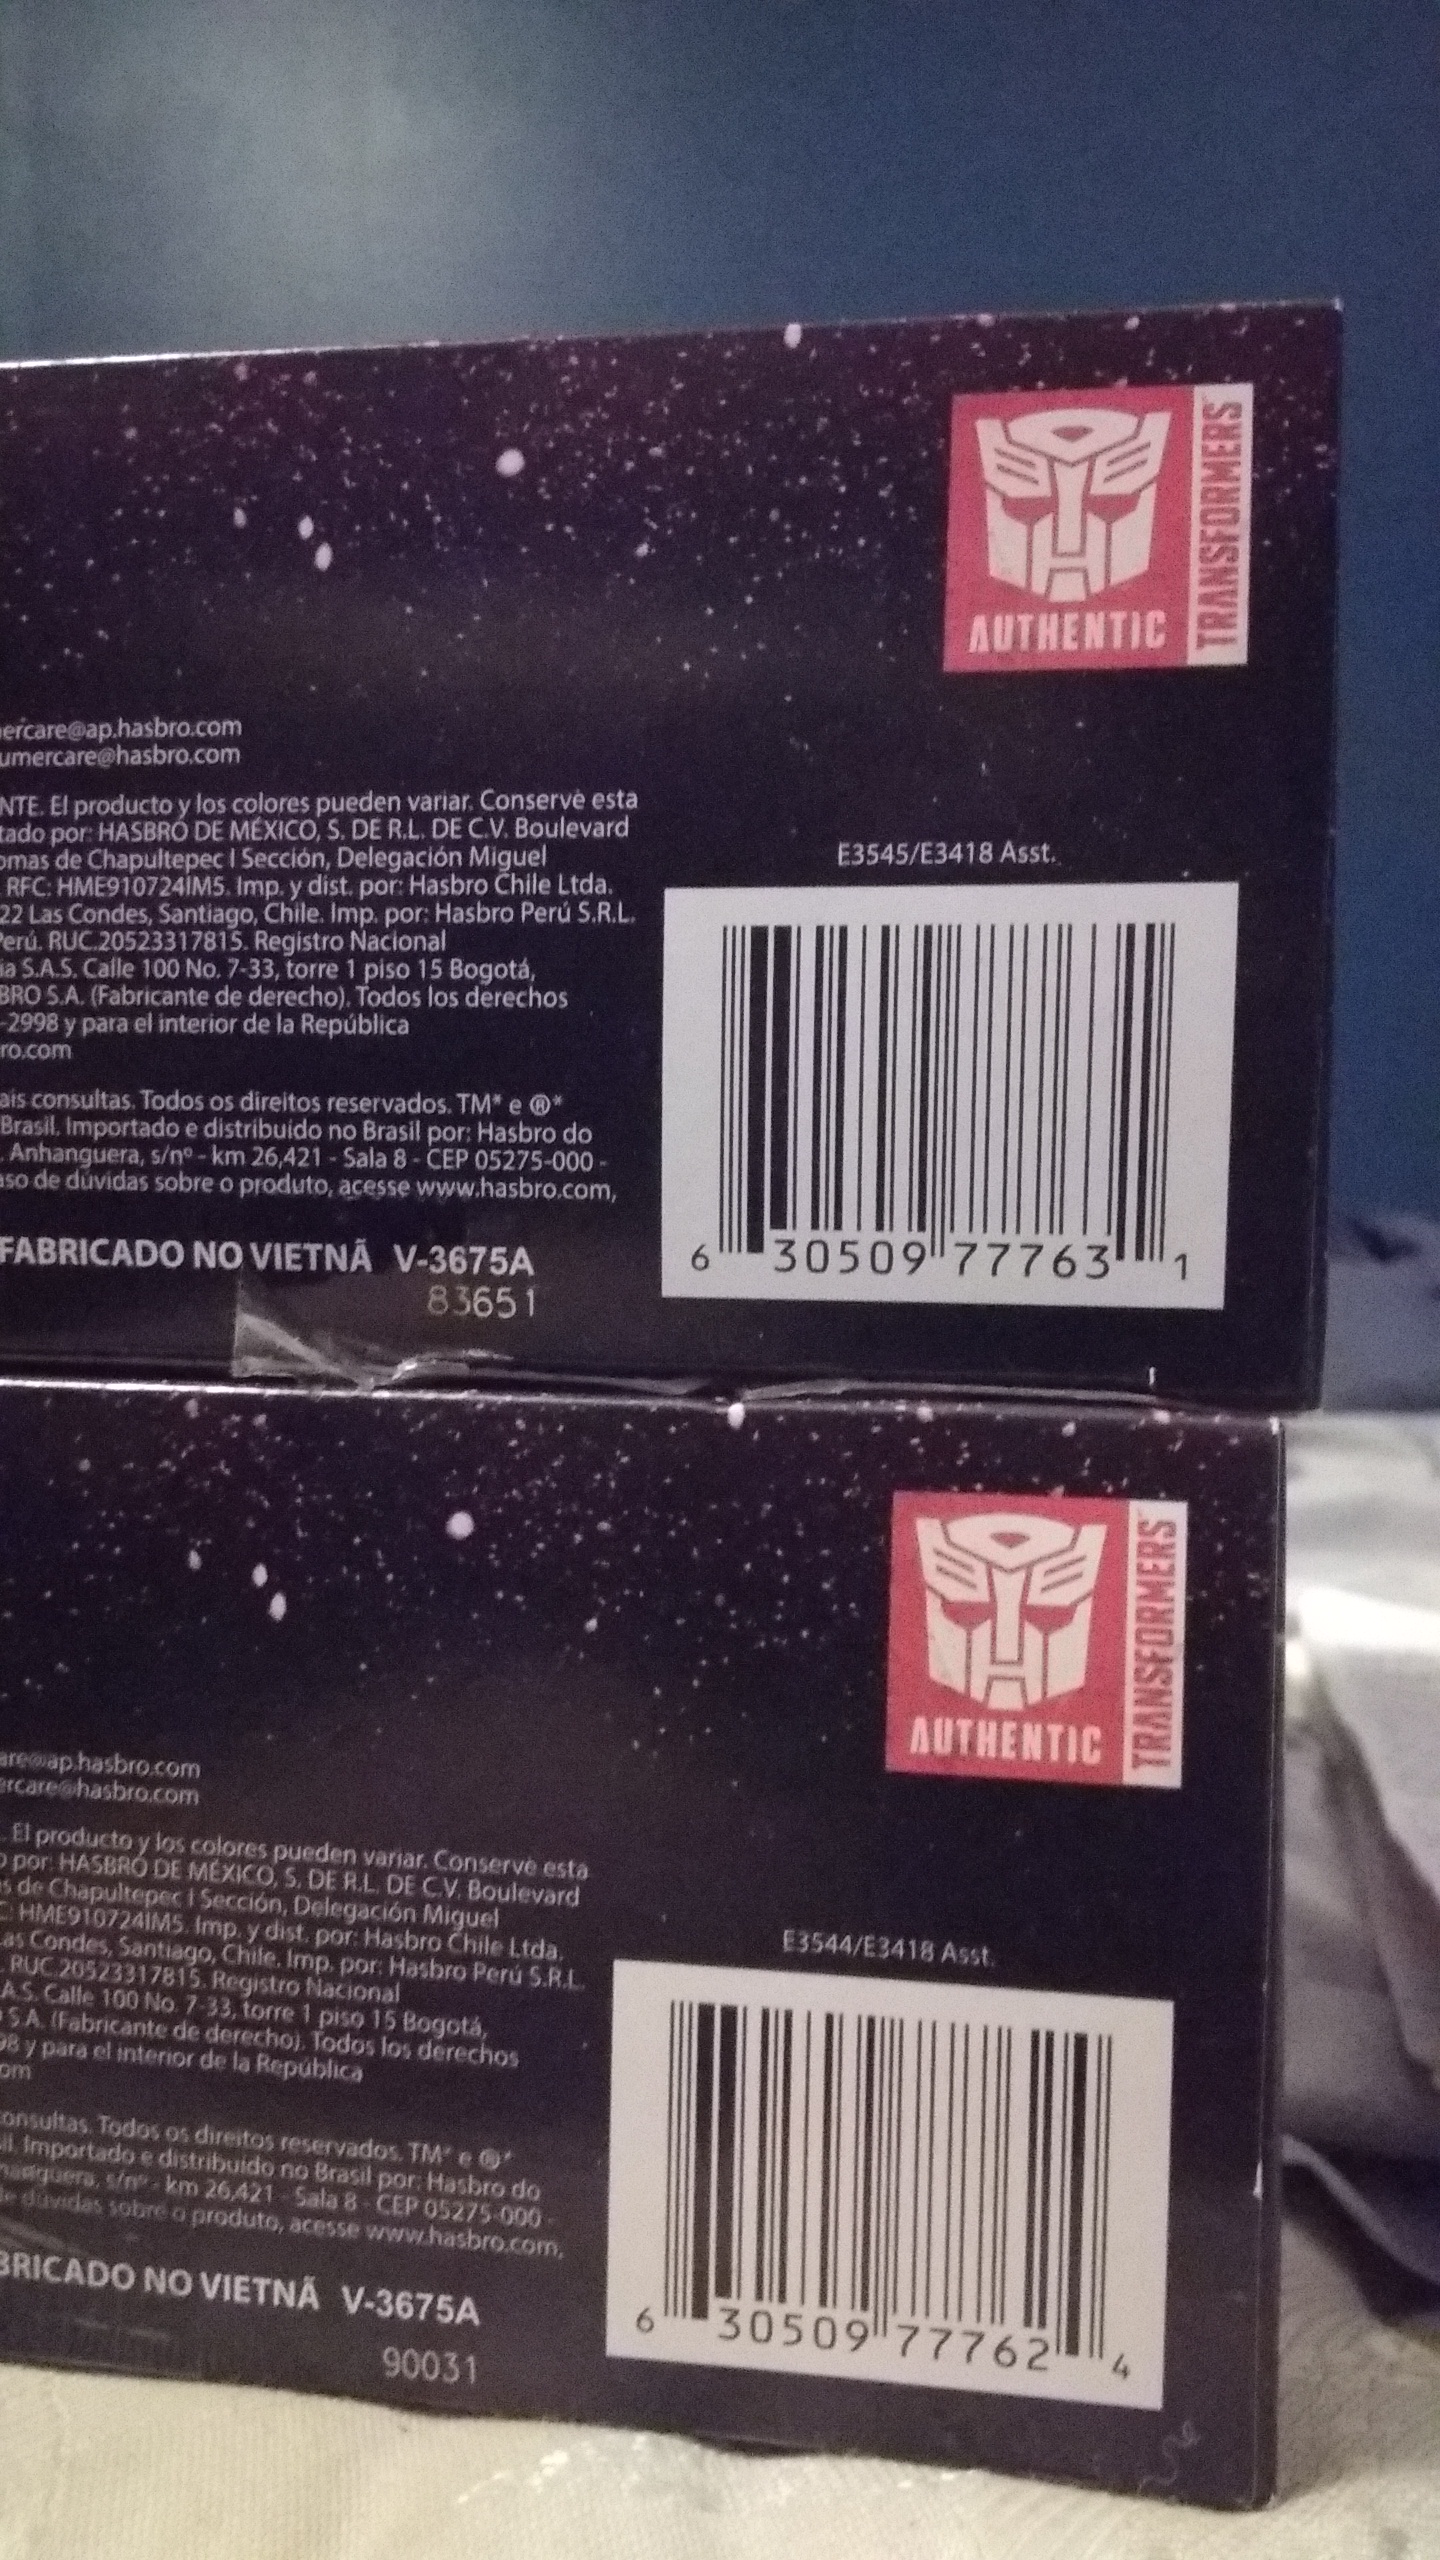 TRANSFORMERS
AUTHENTIC
ercare@ap.hasbro.com
umercare@hasbro.com
NTE. El producto y los colores pueden variar. Conserve esta
tado por: HASBRO DE MÉXICO, S. DE R.L. DE C.V. Boulevard
omas de Chapultepec I Sección, Delegación Miguel
RFC: HME910724IM5. Imp. y dist. por: Hasbro Chile Ltda.
22 Las Condes, Santiago, Chile. Imp. por: Hasbro Perú S.R.L.
Perú. RUC.20523317815. Registro Nacional
ia S.A.S. Calle 100 No. 7-33, torre 1 piso 15 Bogotá,
BRO S.A. (Fabricante de derecho). Todos los derechos
-2998 y para el interior de la República
ro.com
ais consultas. Todos os direitos reservados. TM* e ®*
Brasil. Importado e distribuído no Brasil por: Hasbro do
. Anhanguera, s/nº - km 26,421 - Sala 8 - CEP 05275-000 -
aso de dúvidas sobre o produto, acesse www.hasbro.com,
FABRICADO NO VIETNÃ V-3675A
83651
E3545/E3418 Asst.
6 30509 77763 1
TRANSFORMERS
AUTHENTIC
are@ap.hasbro.com
ercare@hasbro.com
. El producto y los colores pueden variar. Conserve esta
o por: HASBRO DE MÉXICO, S. DE R.L. DE C.V. Boulevard
as de Chapultepec I Sección, Delegación Miguel
C: HME910724IM5. Imp. y dist. por: Hasbro Chile Ltda.
Las Condes, Santiago, Chile. Imp. por: Hasbro Perú S.R.L.
. RUC.20523317815. Registro Nacional
A.S. Calle 100 No. 7-33, torre 1 piso 15 Bogotá,
S.A. (Fabricante de derecho). Todos los derechos
98 y para el interior de la República
om
onsultas. Todos os direitos reservados. TM* e ®*
il. Importado e distribuído no Brasil por: Hasbro do
hanguera, s/nº - km 26,421 - Sala 8 - CEP 05275-000 -
de dúvidas sobre o produto, acesse www.hasbro.com,
BRICADO NO VIETNÃ V-3675A
90031
E3544/E3418 Asst.
6 30509 77762 4